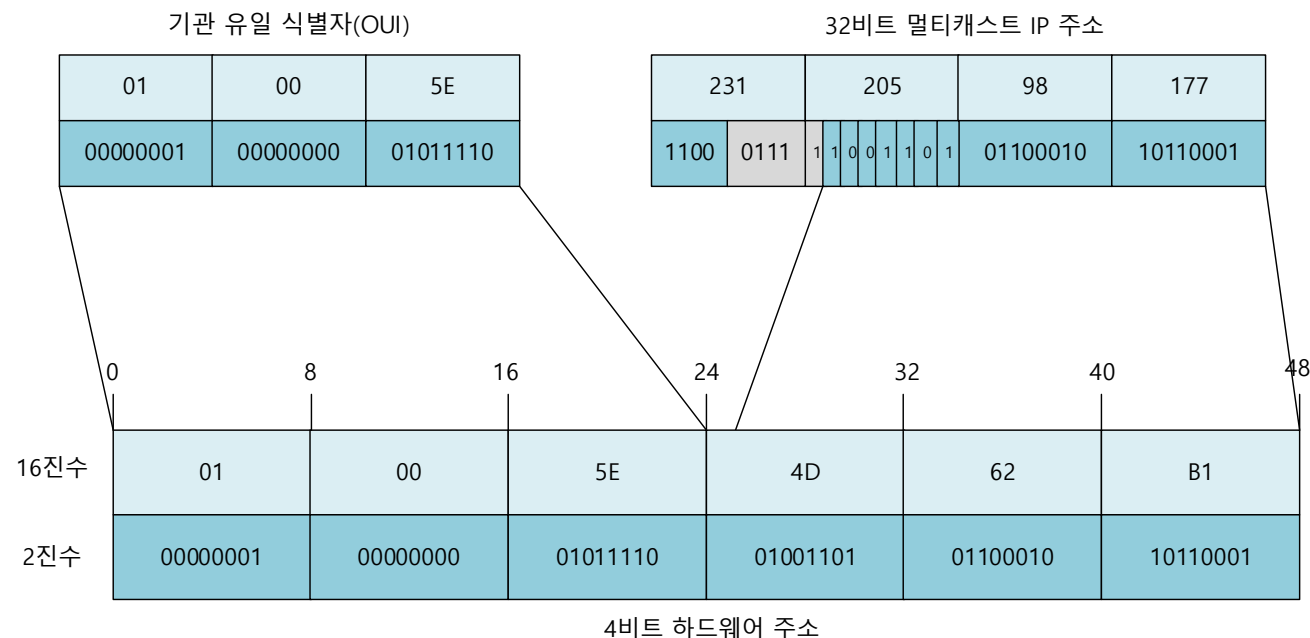 기관 유일 식별자(OUI)
32비트 멀티캐스트 IP 주소
01 00 5E
231 205 98 177
00000001 00000000 01011110
1100 0111 1 1 0 0 1 1 0 1 01100010 10110001
0 8 16 24 32 40 48
16진수 01 00 5E 4D 62 B1
2진수 00000001 00000000 01011110 01001101 01100010 10110001
4비트 하드웨어 주소